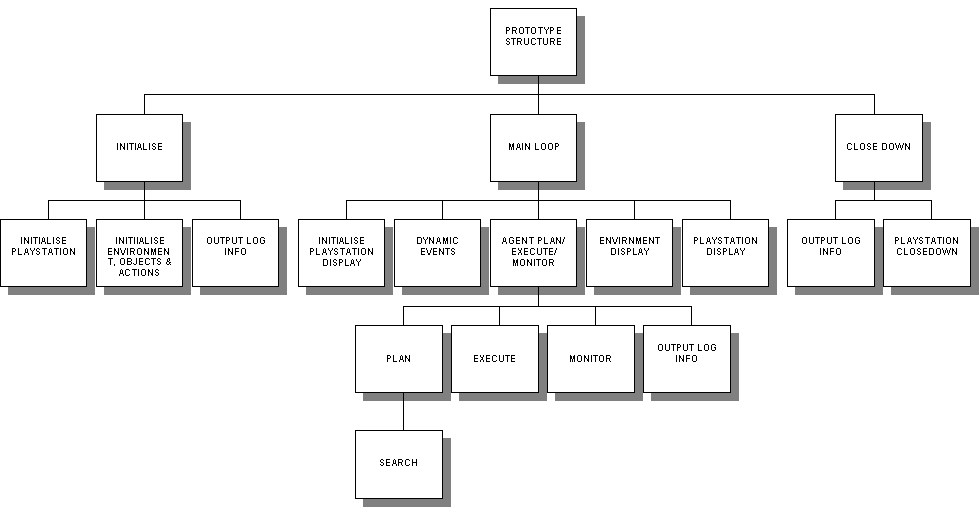 PROTOTYPE
STRUCTURE
INITIALISE
MAIN LOOP
CLOSE DOWN
INITIALISE
PLAYSTATION
INITIIALISE
ENVIRONMEN
T, OBJECTS &
ACTIONS
OUTPUT LOG
INFO
INITIALISE
PLAYSTATION
DISPLAY
DYNAMIC
EVENTS
AGENT PLAN/
EXECUTE/
MONITOR
ENVIRNMENT
DISPLAY
PLAYSTATION
DISPLAY
OUTPUT LOG
INFO
PLAYSTATION
CLOSEDOWN
PLAN
EXECUTE
MONITOR
OUTPUT LOG
INFO
SEARCH